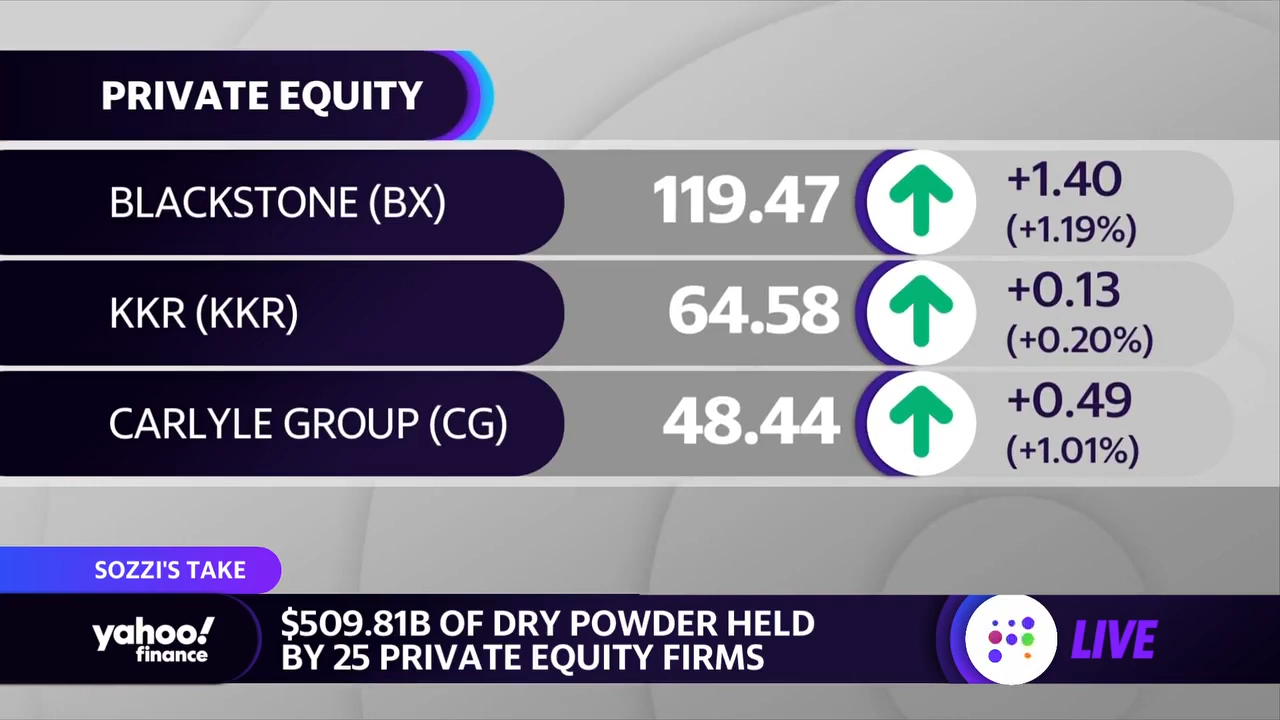 PRIVATE EQUITY
BLACKSTONE (BX) 119.47 +1.40
(+1.19%)
KKR (KKR) 64.58 +0.13
(+0.20%)
CARLYLE GROUP (CG) 48.44 +0.49
(+1.01%)
SOZZI'S TAKE
yahoo!
finance
$509.81B OF DRY POWDER HELD
BY 25 PRIVATE EQUITY FIRMS
LIVE